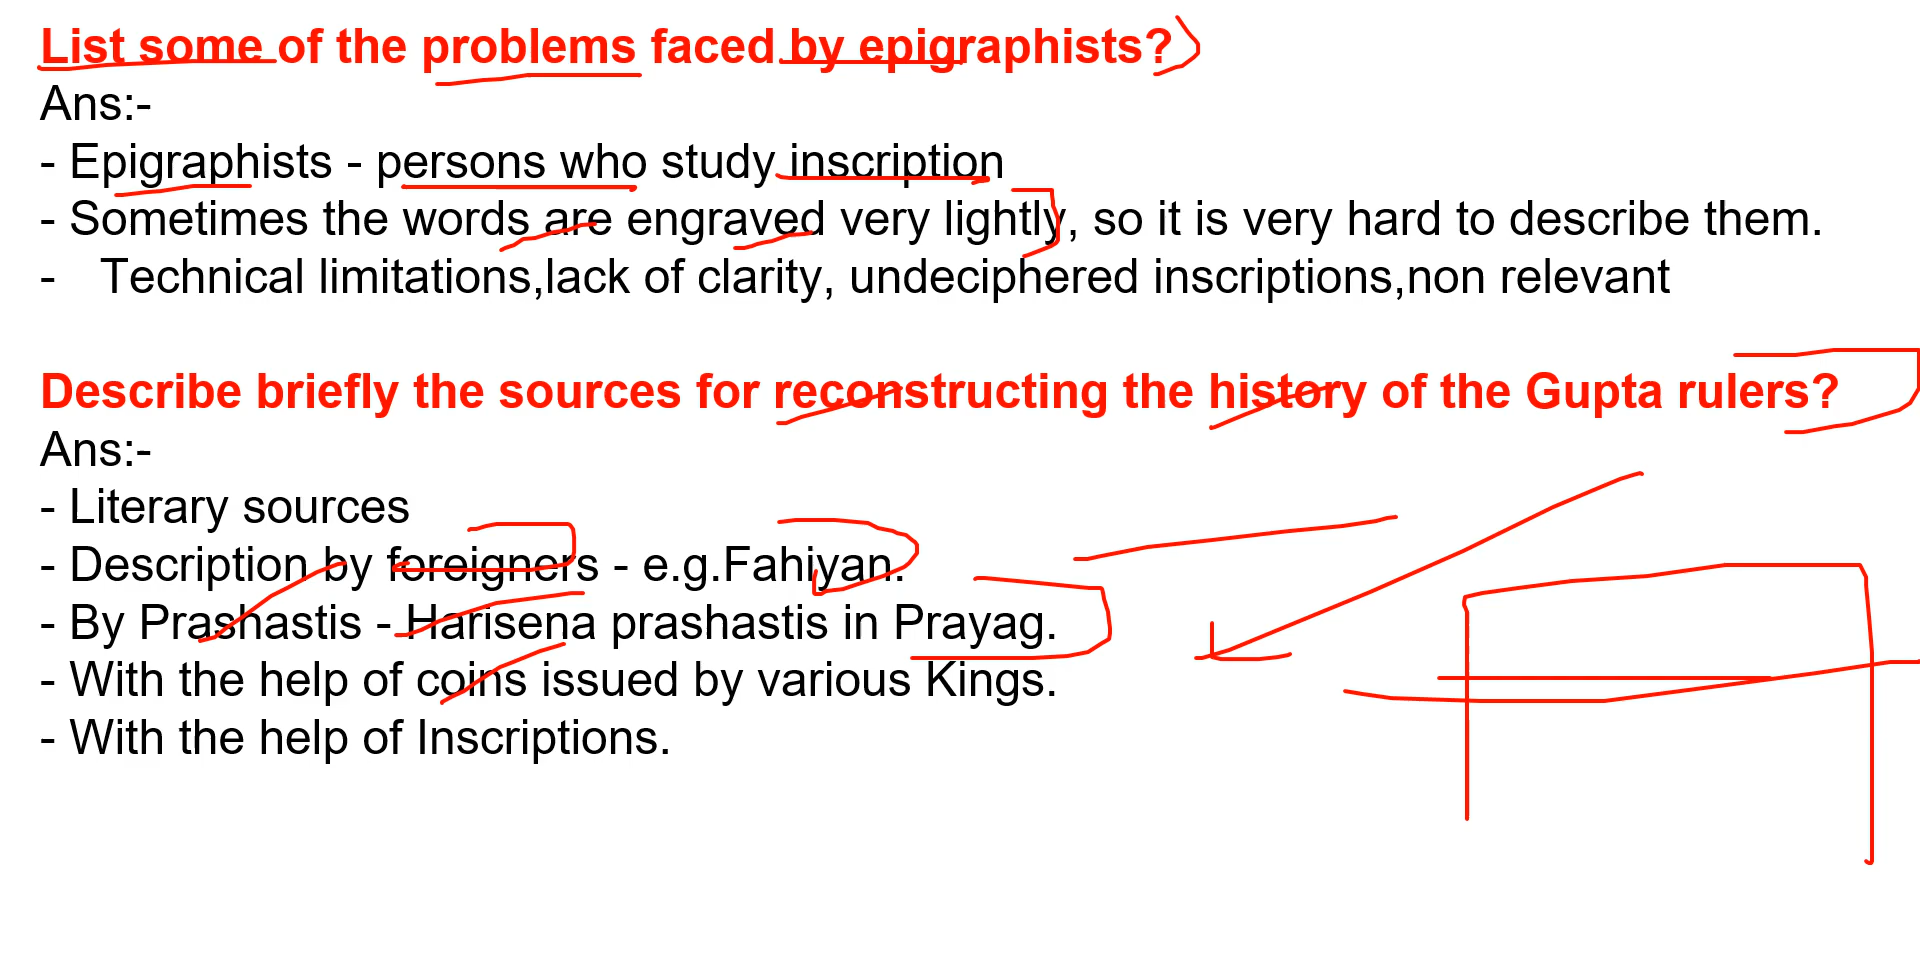 List some of the problems faced by epigraphists?
Ans:-
- Epigraphists - persons who study inscription
- Sometimes the words are engraved very lightly, so it is very hard to describe them.
- Technical limitations,lack of clarity, undeciphered inscriptions,non relevant
Describe briefly the sources for reconstructing the history of the Gupta rulers?
Ans:-
- Literary sources
- Description by foreigners - e.g.Fahiyan.
- By Prashastis - Harisena prashastis in Prayag.
- With the help of coins issued by various Kings.
- With the help of Inscriptions.